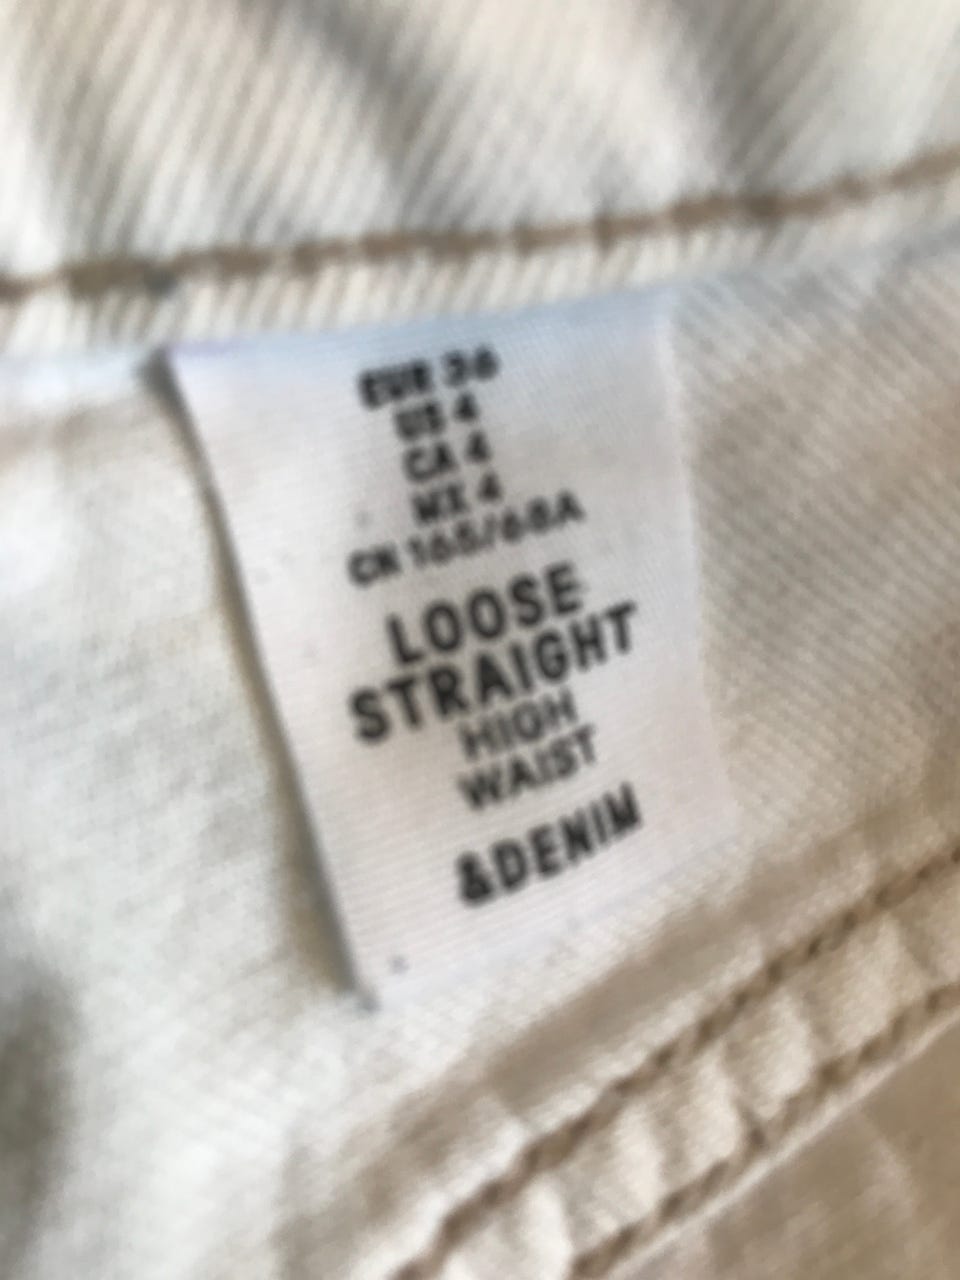 EUR 36
US 4
CA 4
MX 4
CN 165/68A
LOOSE
STRAIGHT
HIGH
WAIST
&DENIM